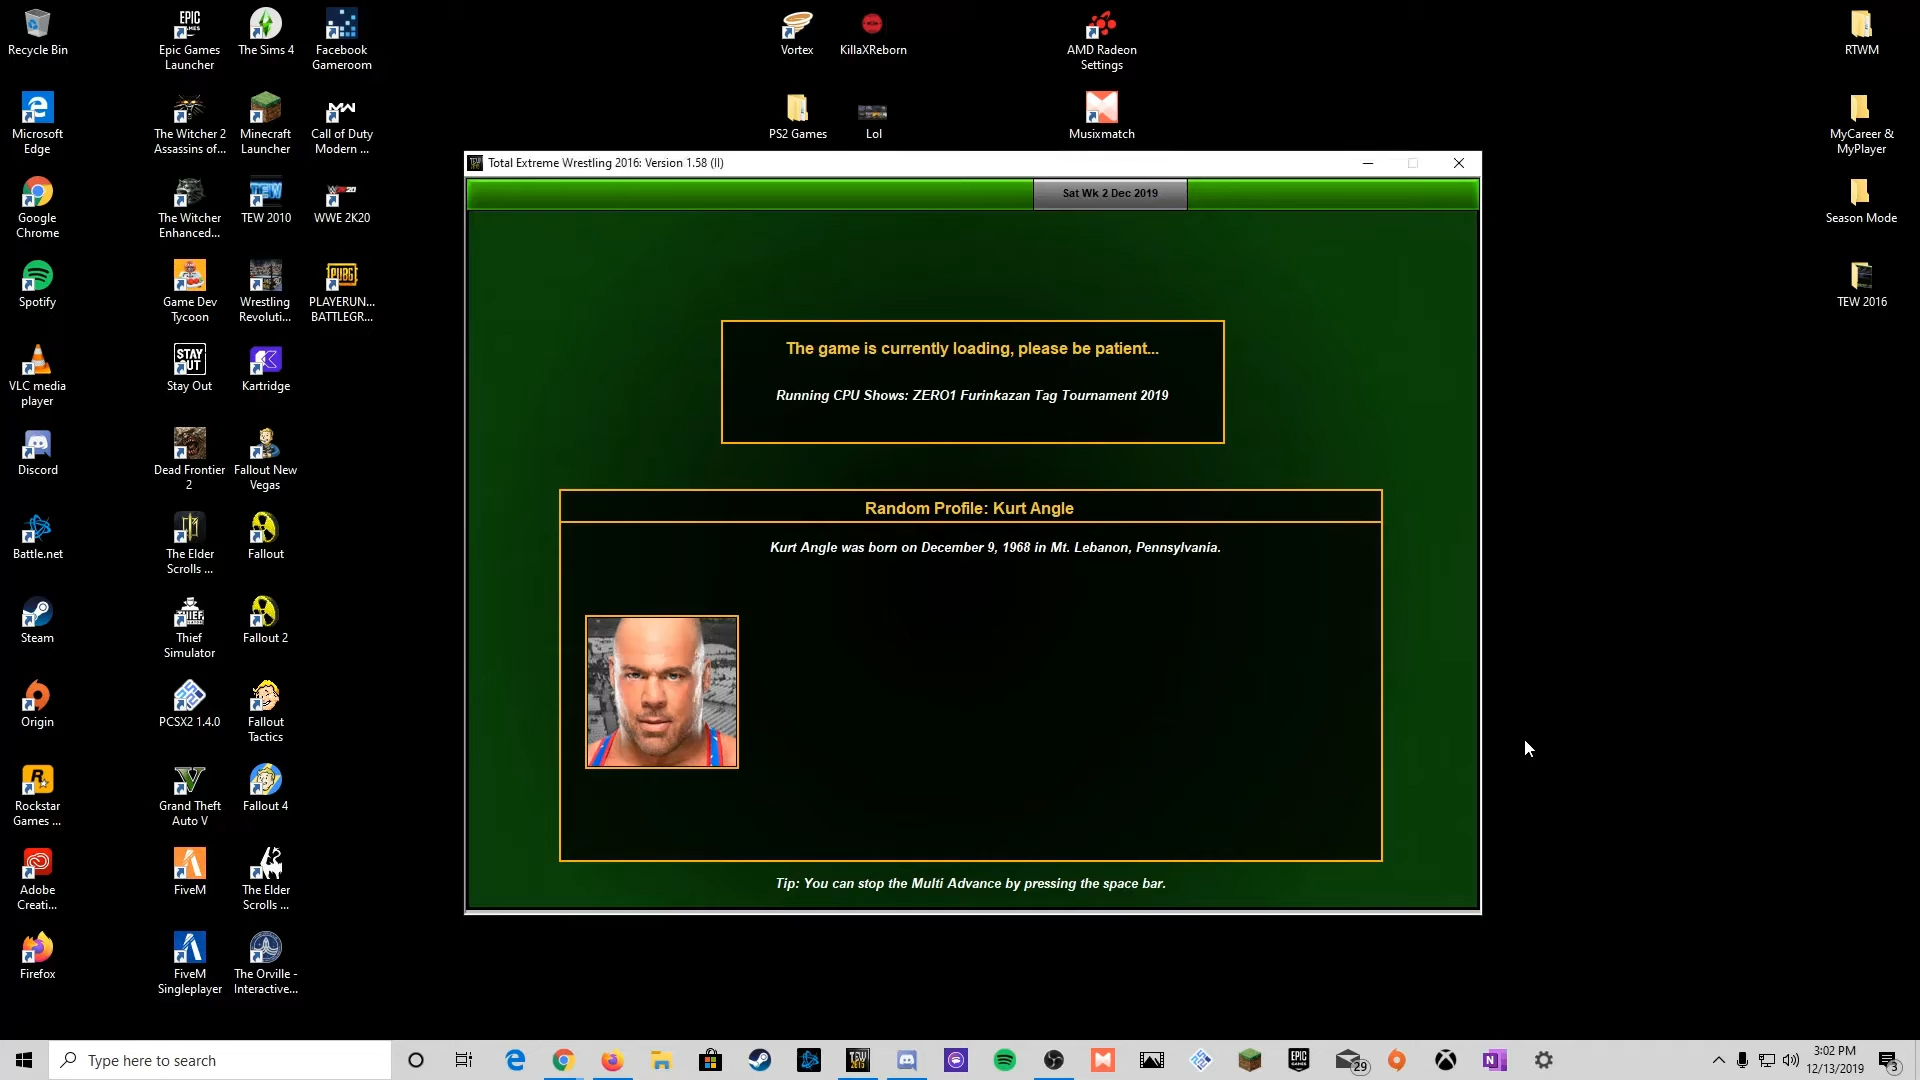 Recycle Bin
Epic Games
Launcher
The Sims 4
Facebook
Gameroom
Vortex
KillaXReborn
AMD Radeon
Settings
RTWM
Microsoft
Edge
The Witcher 2
Assassins of...
Minecraft
Launcher
Call of Duty
Modern ...
PS2 Games
Lol
Musixmatch
MyCareer &
MyPlayer
Google
Chrome
The Witcher
Enhanced...
TEW 2010
WWE 2K20
Season Mode
Spotify
Game Dev
Tycoon
Wrestling
Revoluti...
PLAYERUN...
BATTLEGR...
TEW 2016
VLC media
player
Stay Out
Kartridge
Discord
Dead Frontier
2
Fallout New
Vegas
Battle.net
The Elder
Scrolls ...
Fallout
Steam
Thief
Simulator
Fallout 2
Origin
PCSX2 1.4.0
Fallout
Tactics
Rockstar
Games ...
Grand Theft
Auto V
Fallout 4
Adobe
Creati...
FiveM
The Elder
Scrolls ...
Firefox
FiveM
Singleplayer
The Orville -
Interactive...
Total Extreme Wrestling 2016: Version 1.58 (II)
Sat Wk 2 Dec 2019
The game is currently loading, please be patient...
Running CPU Shows: ZERO1 Furinkazan Tag Tournament 2019
Random Profile: Kurt Angle
Kurt Angle was born on December 9, 1968 in Mt. Lebanon, Pennsylvania.
Tip: You can stop the Multi Advance by pressing the space bar.
Type here to search
29
3:02 PM
12/13/2019
3